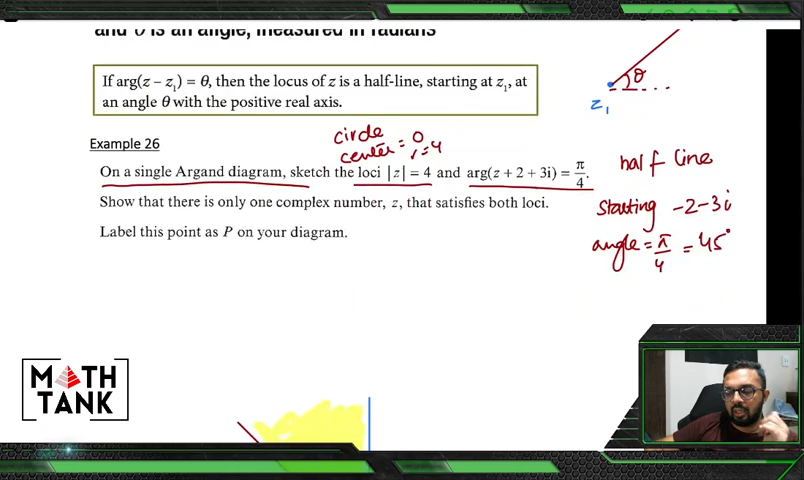 and θ is an angle, measured in radians
If arg(z − z₁) = θ, then the locus of z is a half-line, starting at z₁, at
an angle θ with the positive real axis.
θ
z₁
Example 26
circle
center = 0
r = 4
On a single Argand diagram, sketch the loci |z| = 4 and arg(z + 2 + 3i) = π/4.
Show that there is only one complex number, z, that satisfies both loci.
Label this point as P on your diagram.
half line
starting -2-3i
angle = π/4 = 45°
MATH
TANK